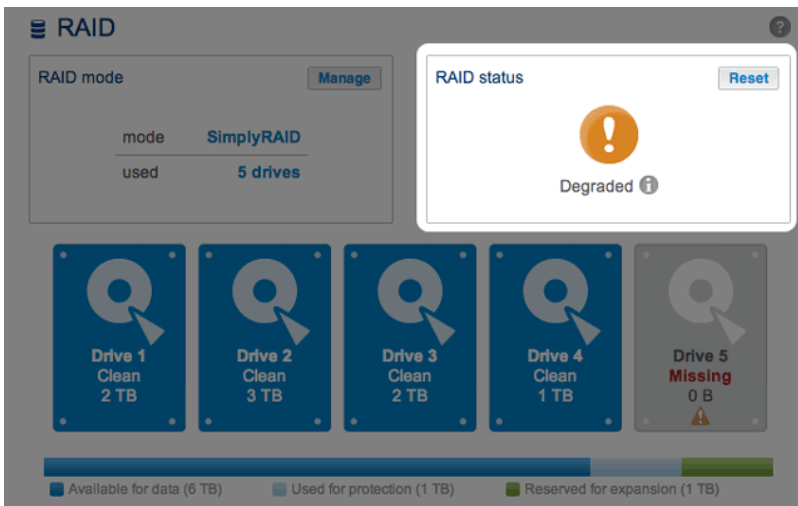 RAID
RAID mode
Manage
mode SimplyRAID
used 5 drives
RAID status
Reset
Degraded
Drive 1
Clean
2 TB
Drive 2
Clean
3 TB
Drive 3
Clean
2 TB
Drive 4
Clean
1 TB
Drive 5
Missing
0 B
Available for data (6 TB) Used for protection (1 TB) Reserved for expansion (1 TB)